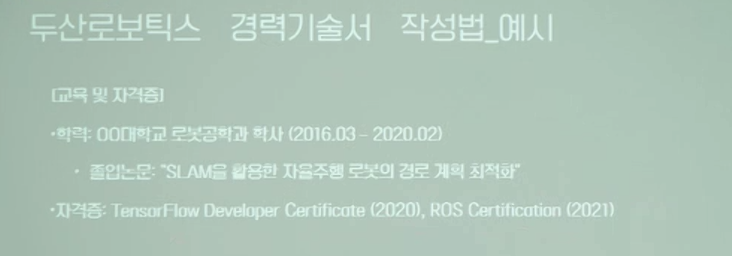 두산로보틱스 경력기술서 작성법_예시
[교육 및 자격증]
•학력: OO대학교 로봇공학과 학사 (2016.03 – 2020.02)
• 졸업논문: "SLAM을 활용한 자율주행 로봇의 경로 계획 최적화"
•자격증: TensorFlow Developer Certificate (2020), ROS Certification (2021)